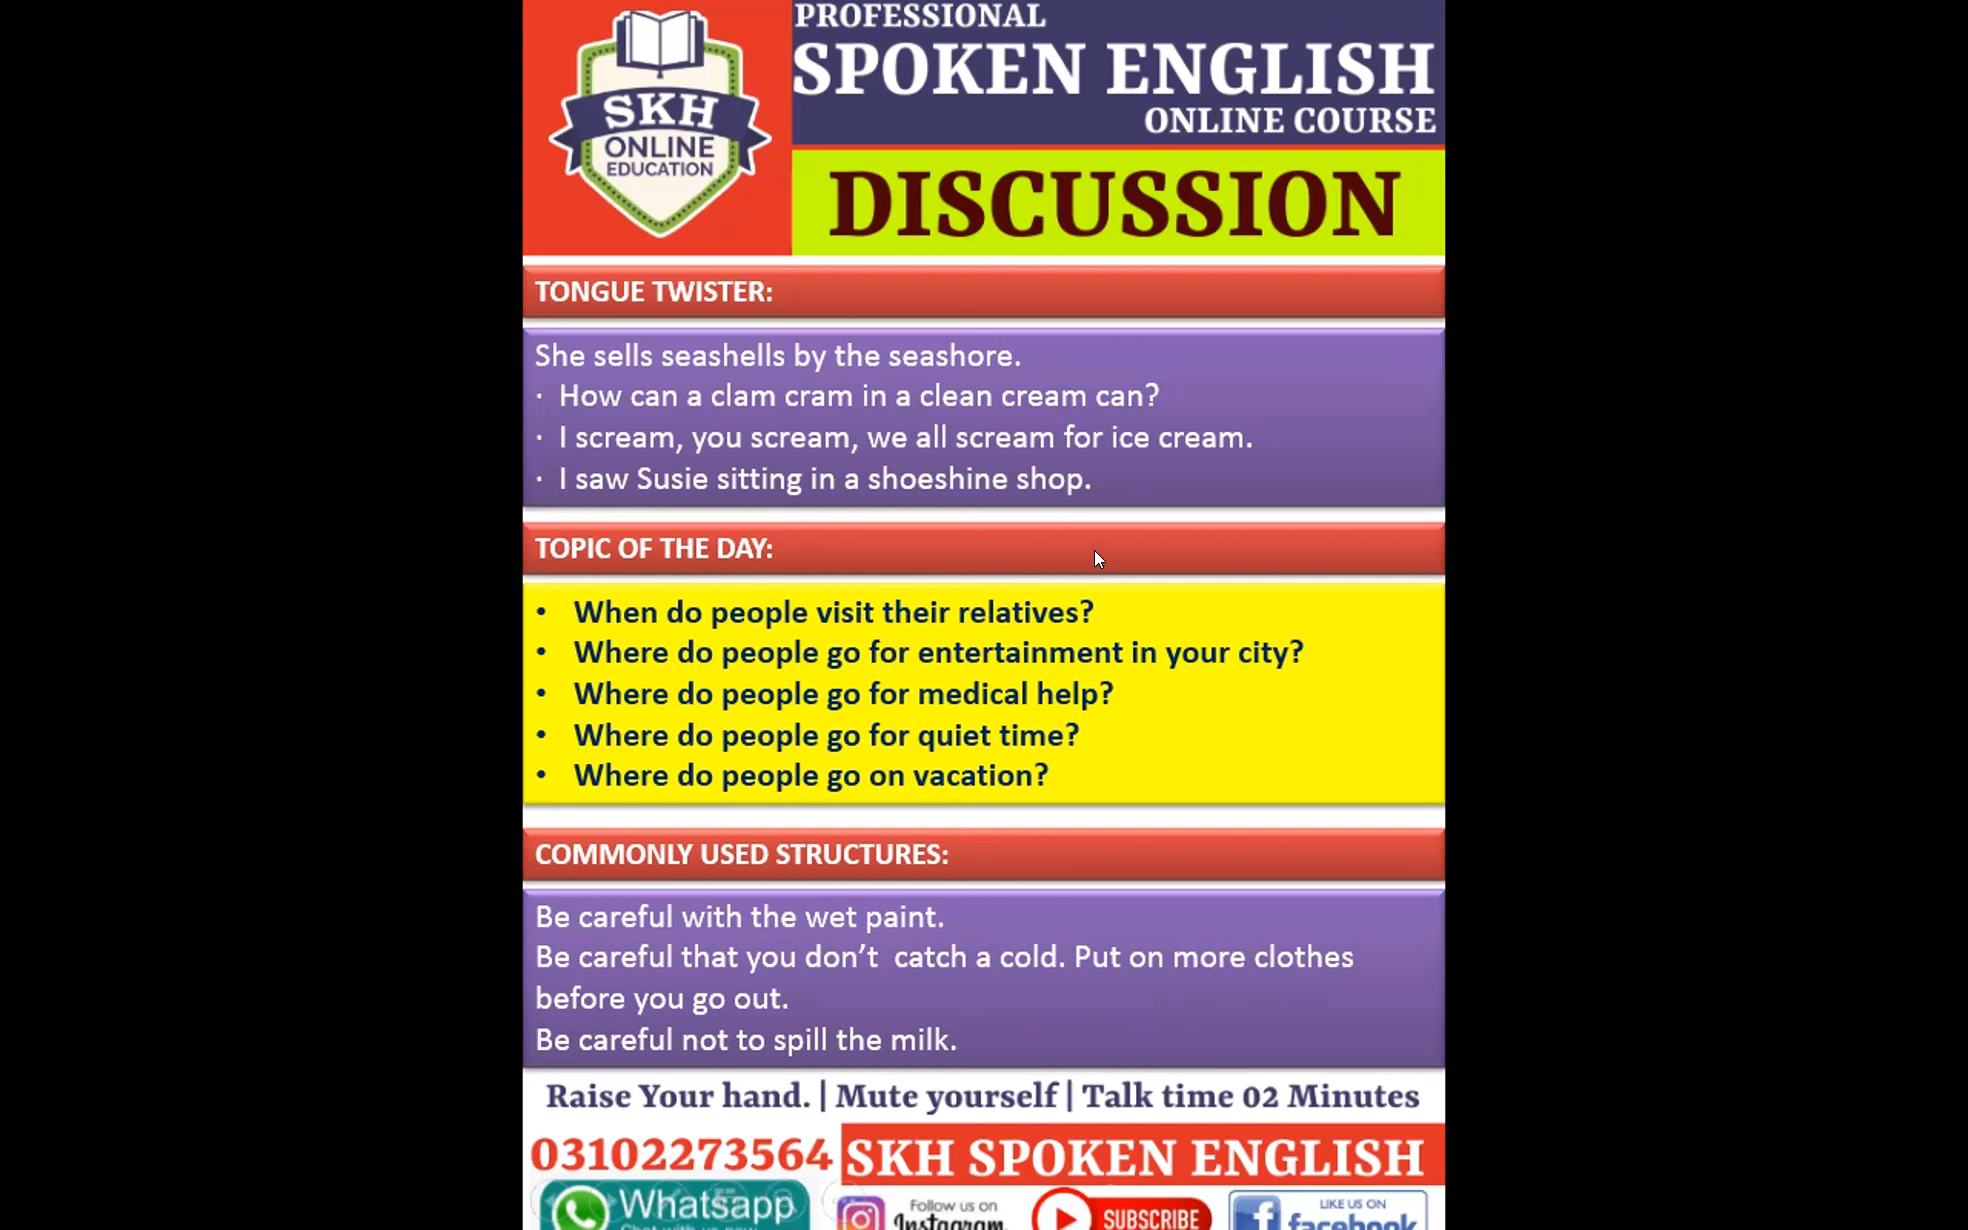 SKH
ONLINE
EDUCATION
PROFESSIONAL
SPOKEN ENGLISH
ONLINE COURSE
DISCUSSION
TONGUE TWISTER:
She sells seashells by the seashore.
· How can a clam cram in a clean cream can?
· I scream, you scream, we all scream for ice cream.
· I saw Susie sitting in a shoeshine shop.
TOPIC OF THE DAY:
• When do people visit their relatives?
• Where do people go for entertainment in your city?
• Where do people go for medical help?
• Where do people go for quiet time?
• Where do people go on vacation?
COMMONLY USED STRUCTURES:
Be careful with the wet paint.
Be careful that you don’t catch a cold. Put on more clothes
before you go out.
Be careful not to spill the milk.
Raise Your hand. | Mute yourself | Talk time 02 Minutes
03102273564 SKH SPOKEN ENGLISH
Whatsapp
Follow us on
Instagram
SUBSCRIBE
LIKE US ON
facebook